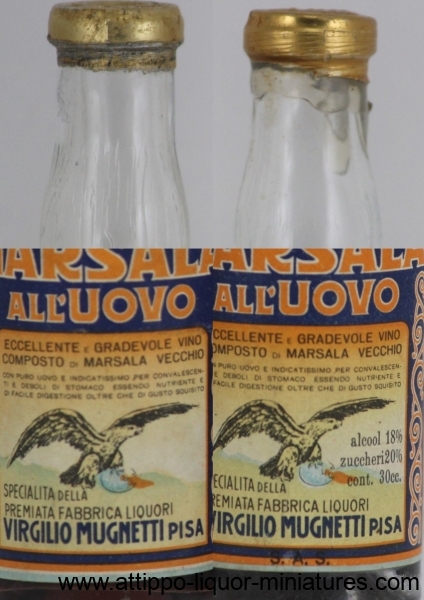 MARSALA
ALL'UOVO
ECCELLENTE E GRADEVOLE VINO
COMPOSTO DI MARSALA VECCHIO
CON PURO UOVO E INDICATISSIMO PER CONVALESCEN-
TI E DEBOLI DI STOMACO ESSENDO NUTRIENTE E
DI FACILE DIGESTIONE OLTRE CHE DI GUSTO SQUISITO
SPECIALITA DELLA
PREMIATA FABBRICA LIQUORI
VIRGILIO MUGNETTI PISA
MARSALA
ALL'UOVO
ECCELLENTE E GRADEVOLE VINO
COMPOSTO DI MARSALA VECCHIO
CON PURO UOVO E INDICATISSIMO PER CONVALESCEN-
DEBOLI DI STOMACO ESSENDO NUTRIENTE E
FACILE DIGESTIONE OLTRE CHE DI GUSTO SQUISITO
alcool 18%
zuccheri20%
cont. 30cc.
SPECIALITA DELLA
PREMIATA FABBRICA LIQUORI
VIRGILIO MUGNETTI PISA
S. A. S.
www.attippo-liquor-miniatures.com